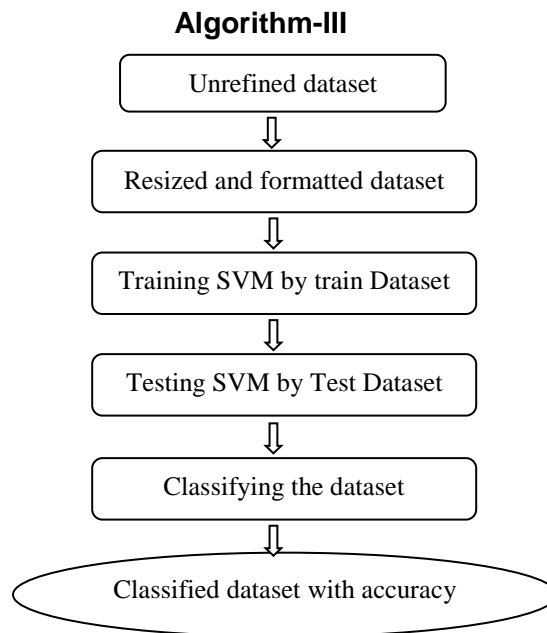 Algorithm-III
Unrefined dataset
Resized and formatted dataset
Training SVM by train Dataset
Testing SVM by Test Dataset
Classifying the dataset
Classified dataset with accuracy